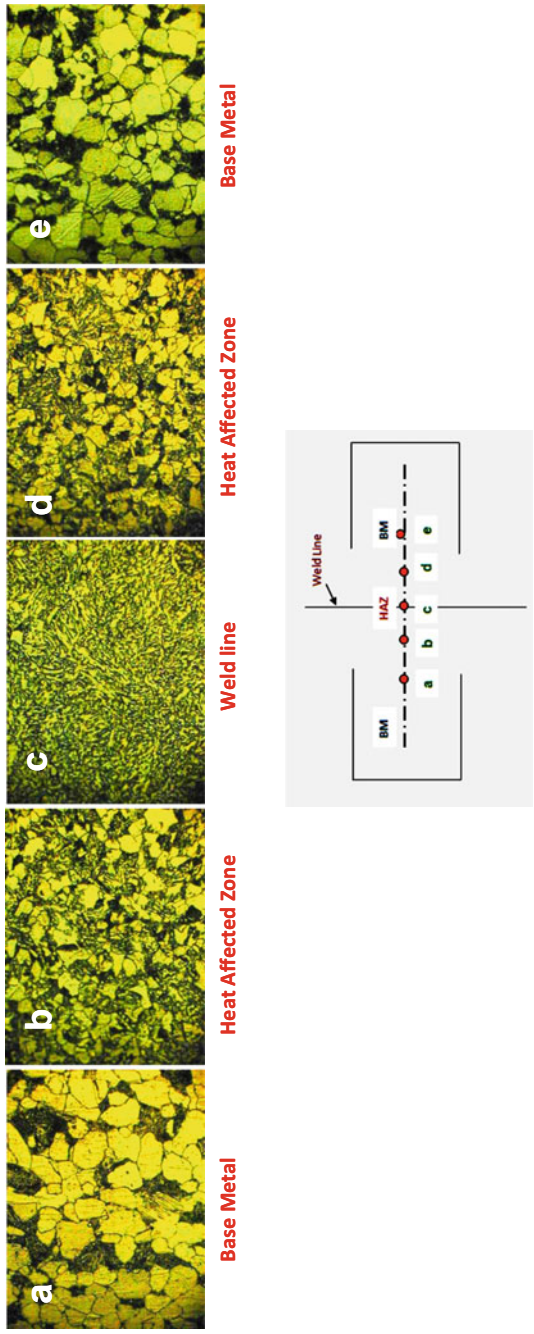 a
b
c
d
e
Base Metal
Heat Affected Zone
Weld line
Heat Affected Zone
Base Metal
Weld Line
BM
HAZ
BM
a
b
c
d
e